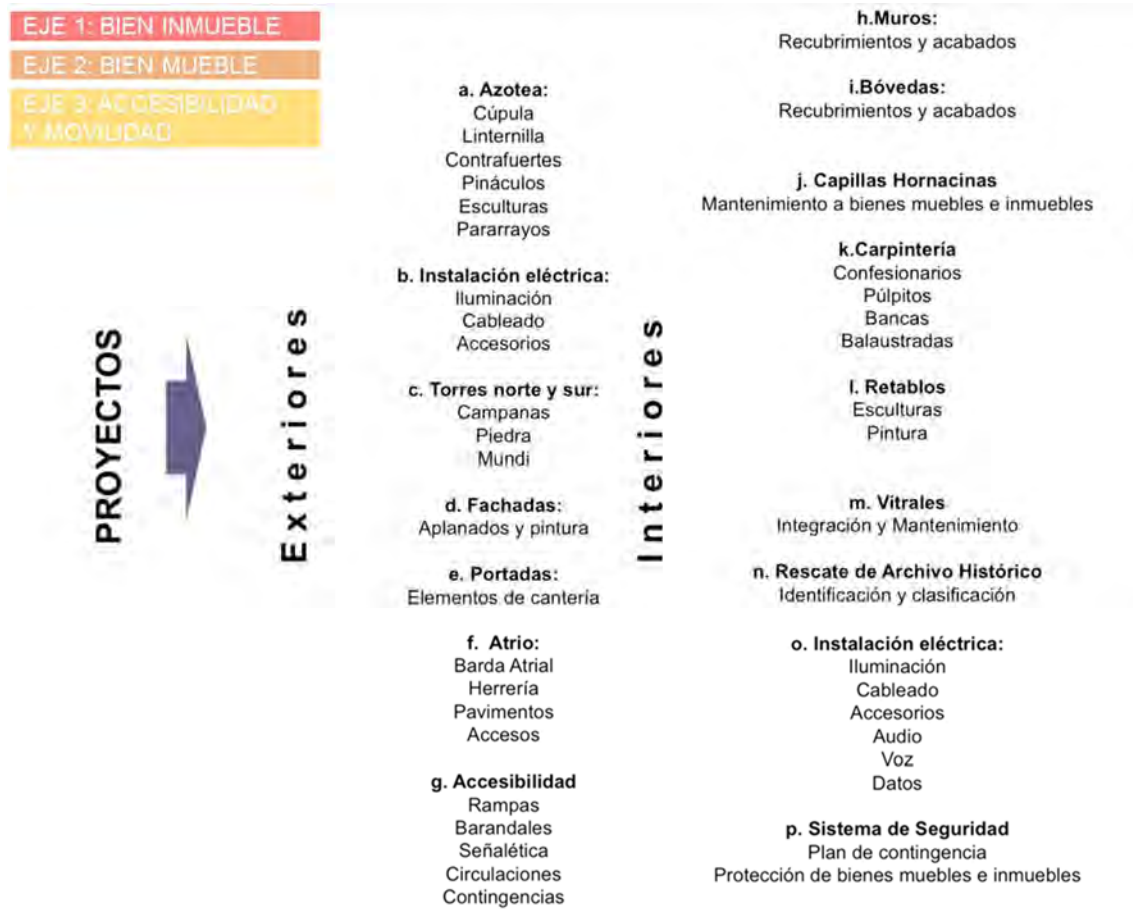 EJE 1: BIEN INMUEBLE
EJE 2: BIEN MUEBLE
EJE 3: ACCESIBILIDAD
Y MOVILIDAD
PROYECTOS
Exteriores
a. Azotea:
Cúpula
Linternilla
Contrafuertes
Pináculos
Esculturas
Pararrayos
b. Instalación eléctrica:
Iluminación
Cableado
Accesorios
c. Torres norte y sur:
Campanas
Piedra
Mundi
d. Fachadas:
Aplanados y pintura
e. Portadas:
Elementos de cantería
f. Atrio:
Barda Atrial
Herrería
Pavimentos
Accesos
g. Accesibilidad
Rampas
Barandales
Señalética
Circulaciones
Contingencias
Interiores
h.Muros:
Recubrimientos y acabados
i.Bóvedas:
Recubrimientos y acabados
j. Capillas Hornacinas
Mantenimiento a bienes muebles e inmuebles
k.Carpintería
Confesionarios
Púlpitos
Bancas
Balaustradas
l. Retablos
Esculturas
Pintura
m. Vitrales
Integración y Mantenimiento
n. Rescate de Archivo Histórico
Identificación y clasificación
o. Instalación eléctrica:
Iluminación
Cableado
Accesorios
Audio
Voz
Datos
p. Sistema de Seguridad
Plan de contingencia
Protección de bienes muebles e inmuebles